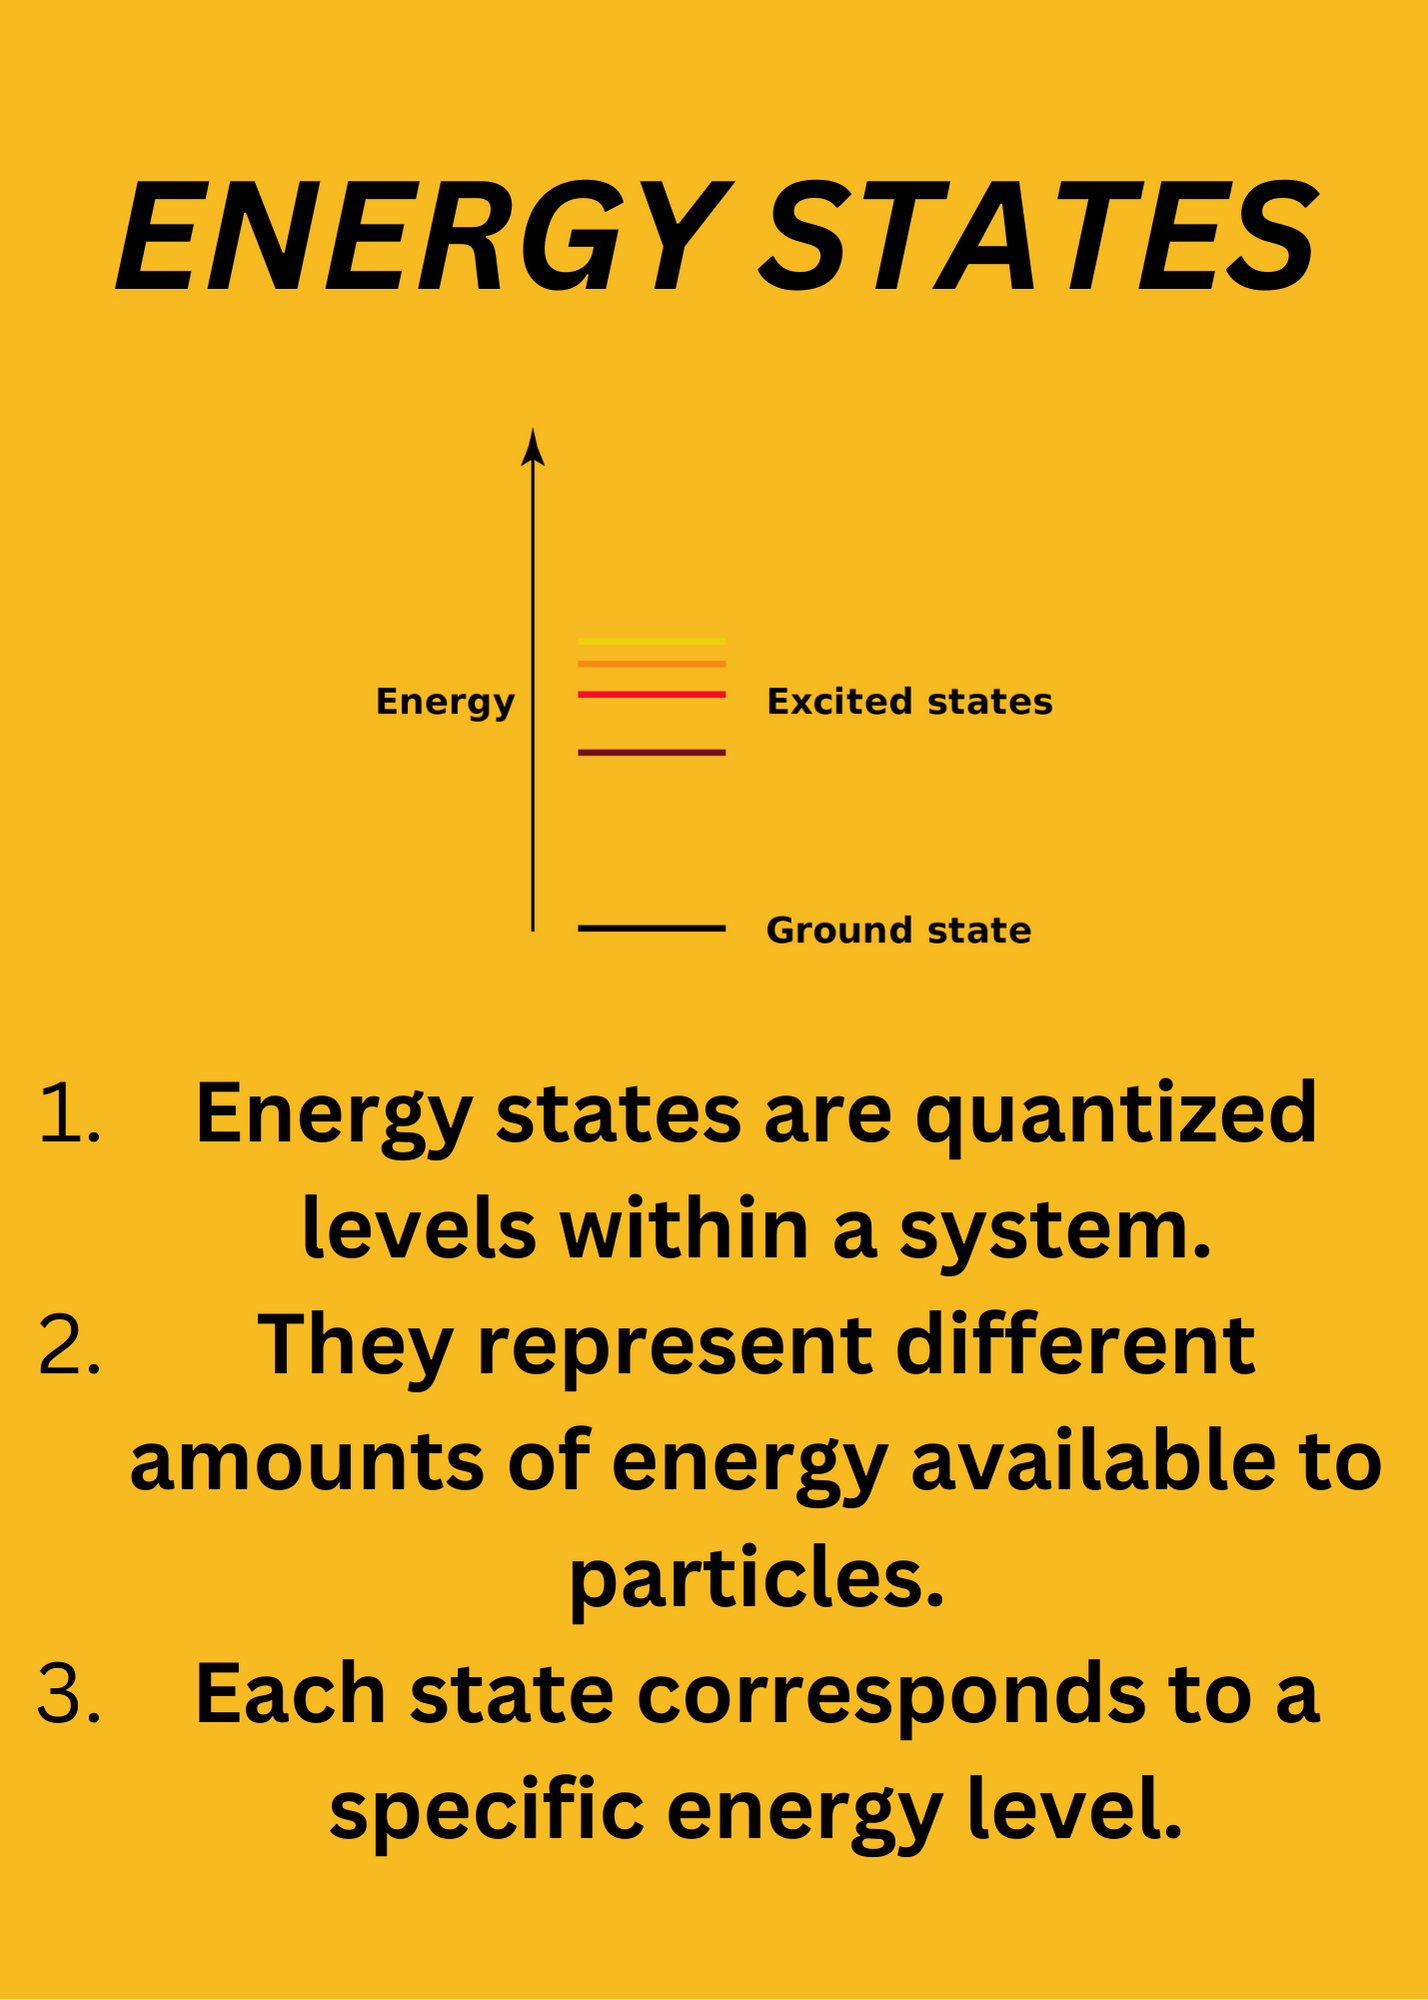 ENERGY STATES
Energy
Excited states
Ground state
1. Energy states are quantized
levels within a system.
2. They represent different
amounts of energy available to
particles.
3. Each state corresponds to a
specific energy level.